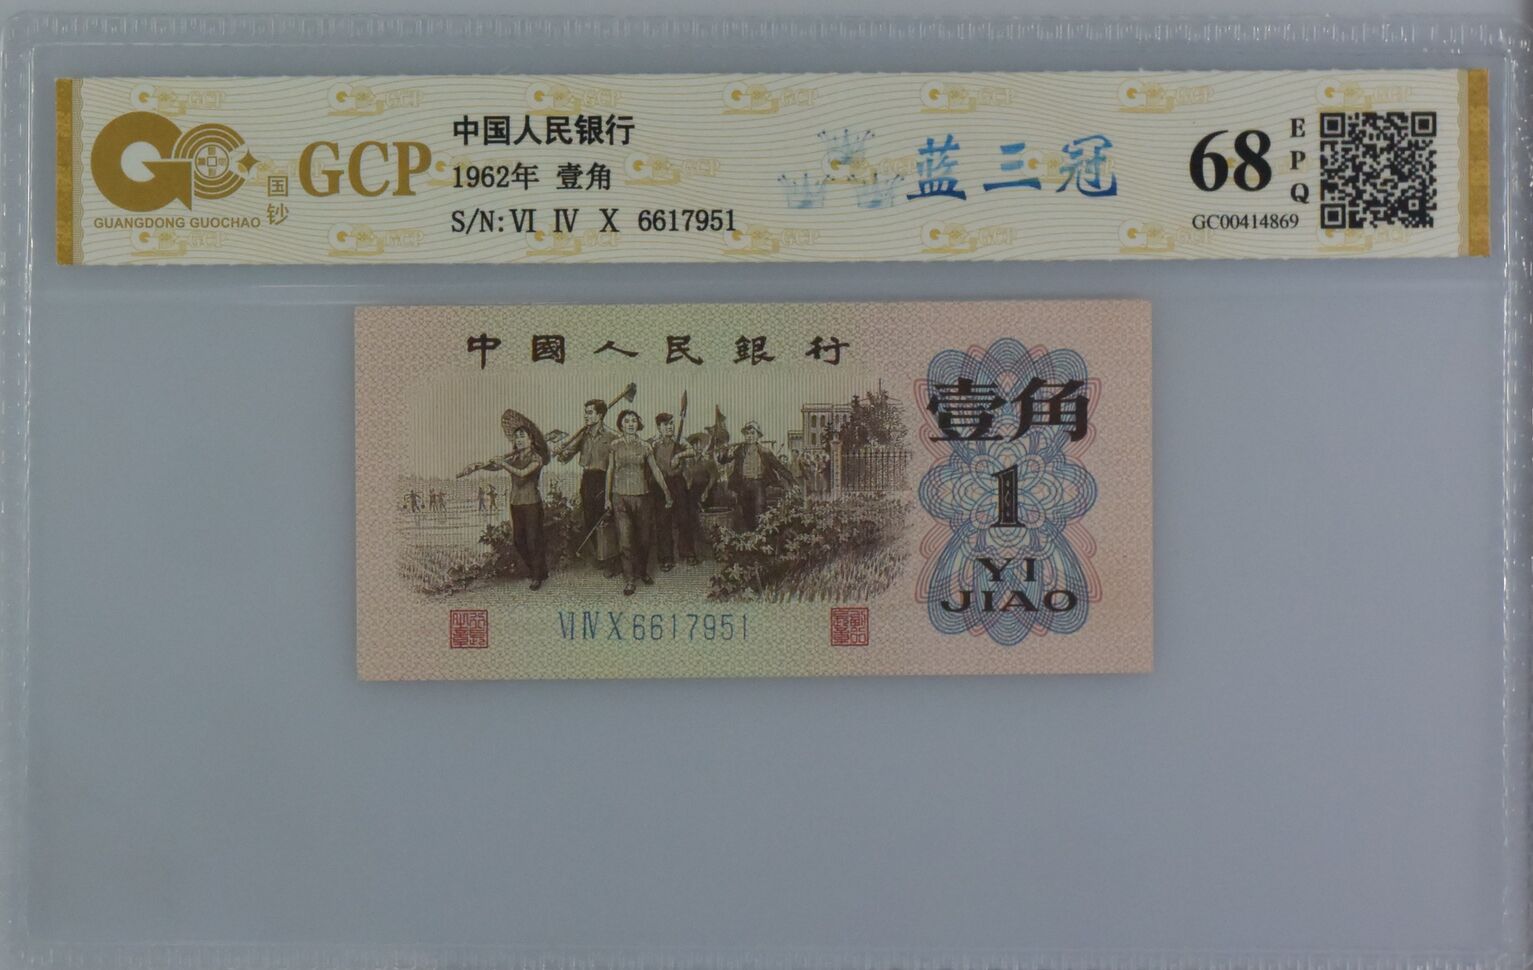 GCP
国钞
GUANGDONG GUOCHAO
中国人民银行
1962年 壹角
S/N: VI IV X 6617951
蓝三冠
68
EPQ
GC00414869
中國人民銀行
壹角
1
YI
JIAO
VI IV X 6617951